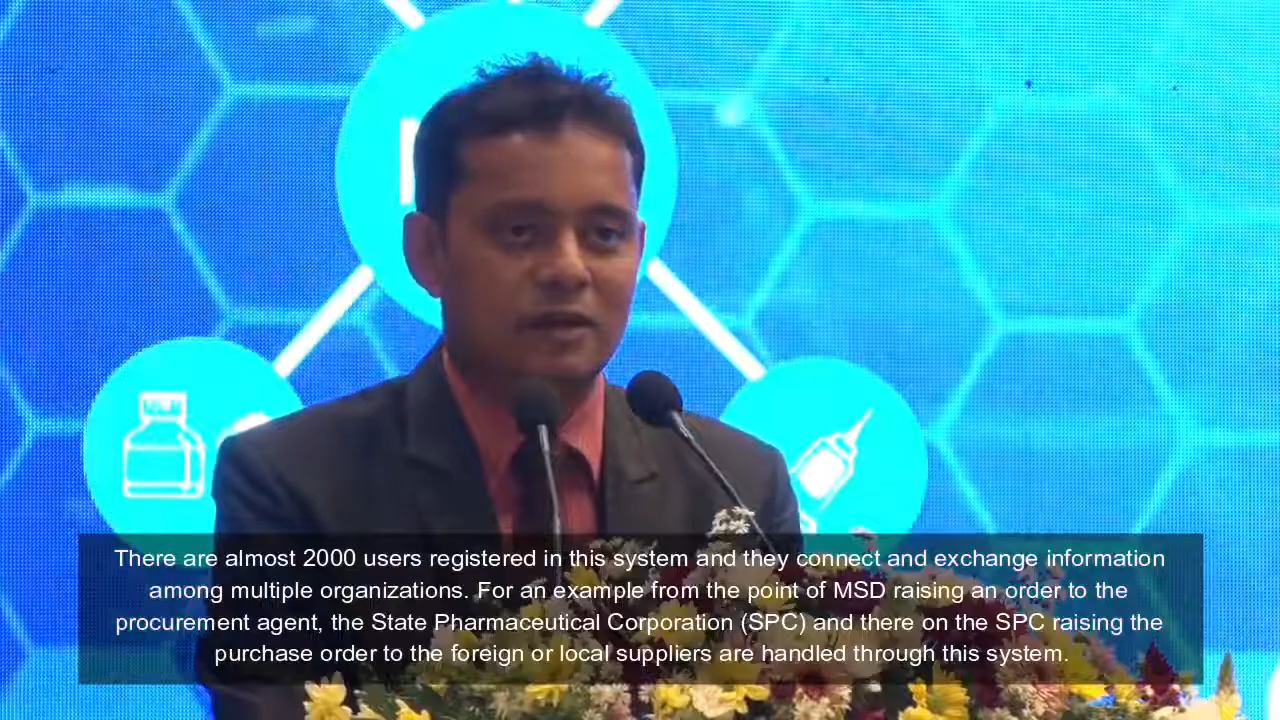 There are almost 2000 users registered in this system and they connect and exchange information
among multiple organizations. For an example from the point of MSD raising an order to the
procurement agent, the State Pharmaceutical Corporation (SPC) and there on the SPC raising the
purchase order to the foreign or local suppliers are handled through this system.